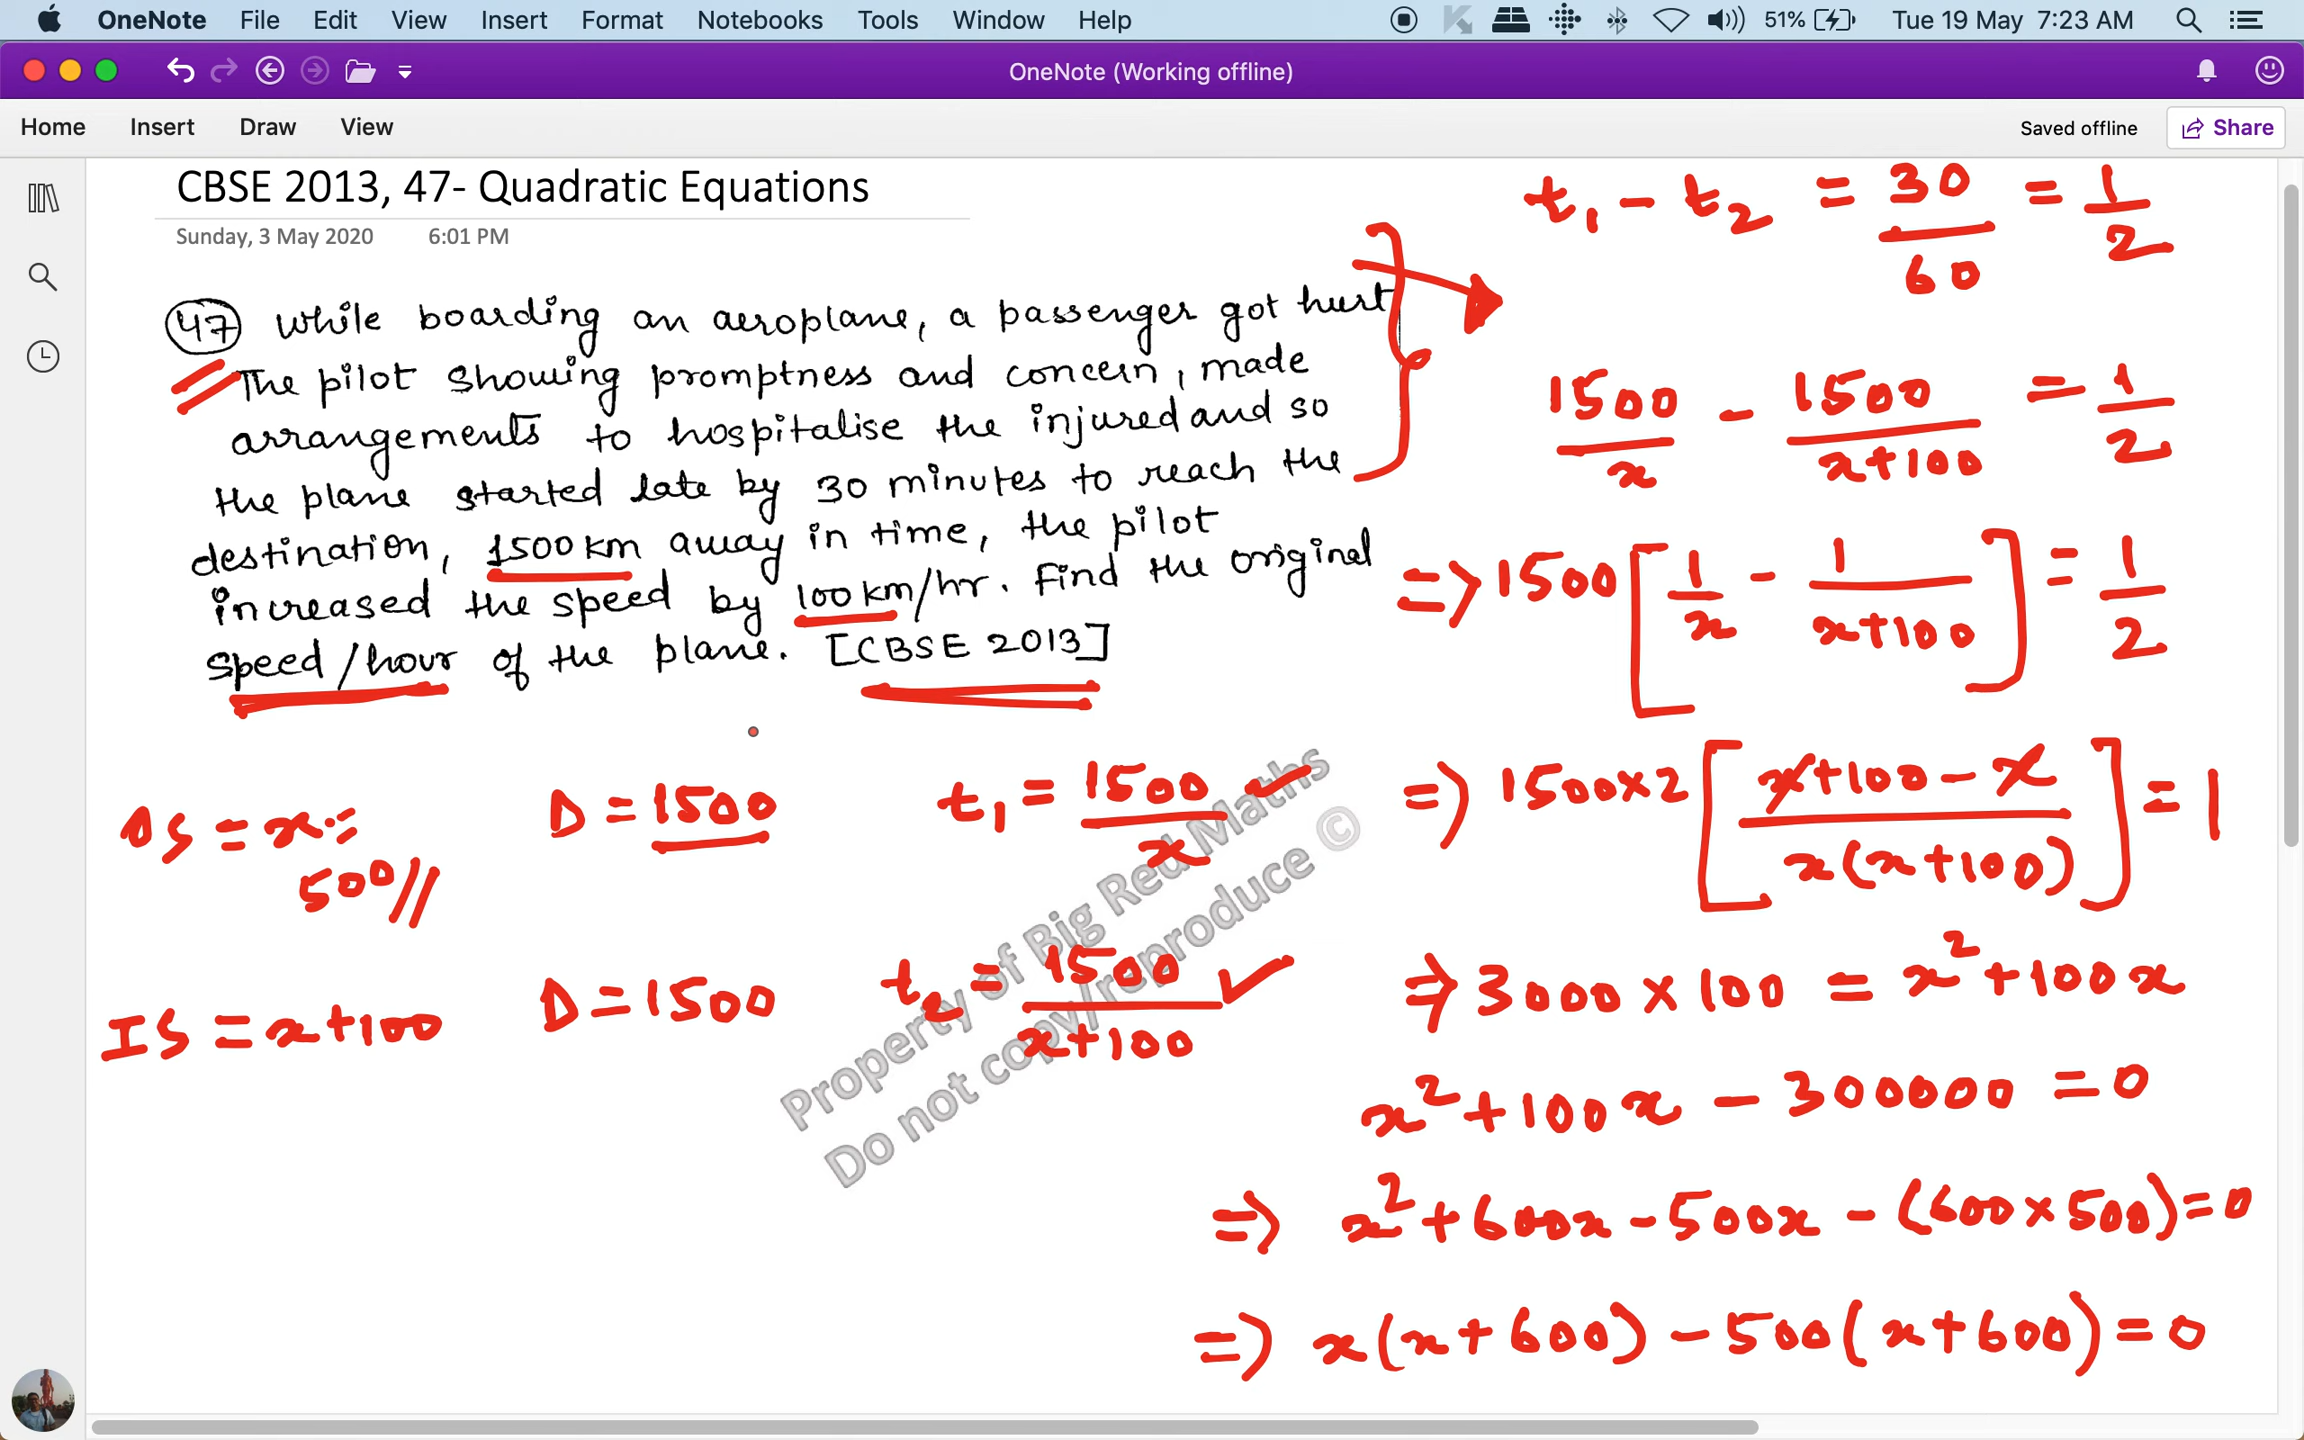 OneNote File Edit View Insert Format Notebooks Tools Window Help 51% Tue 19 May 7:23 AM
OneNote (Working offline)
Home Insert Draw View Saved offline Share
CBSE 2013, 47- Quadratic Equations
Sunday, 3 May 2020 6:01 PM
47 While boarding an aeroplane, a passenger got hurt
The pilot showing promptness and concern, made
arrangements to hospitalise the injured and so
the plane started late by 30 minutes to reach the
destination, 1500 km away in time, the pilot
increased the speed by 100 km/hr. Find the original
speed/hour of the plane. [CBSE 2013]
OS = x = 500//
D = 1500
t₁ = 1500/x ✓
IS = x+100
D = 1500
t₂ = 1500/(x+100) ✓
t₁ - t₂ = 30/60 = 1/2
1500/x - 1500/(x+100) = 1/2
=> 1500 [1/x - 1/(x+100)] = 1/2
=> 1500×2 [(x+100-x)/(x(x+100))] = 1
=> 3000 × 100 = x² + 100x
x² + 100x - 300000 = 0
=> x² + 600x - 500x - (600×500) = 0
=> x(x+600) - 500(x+600) = 0
Property of Big Red Maths
Do not copy/reproduce ©